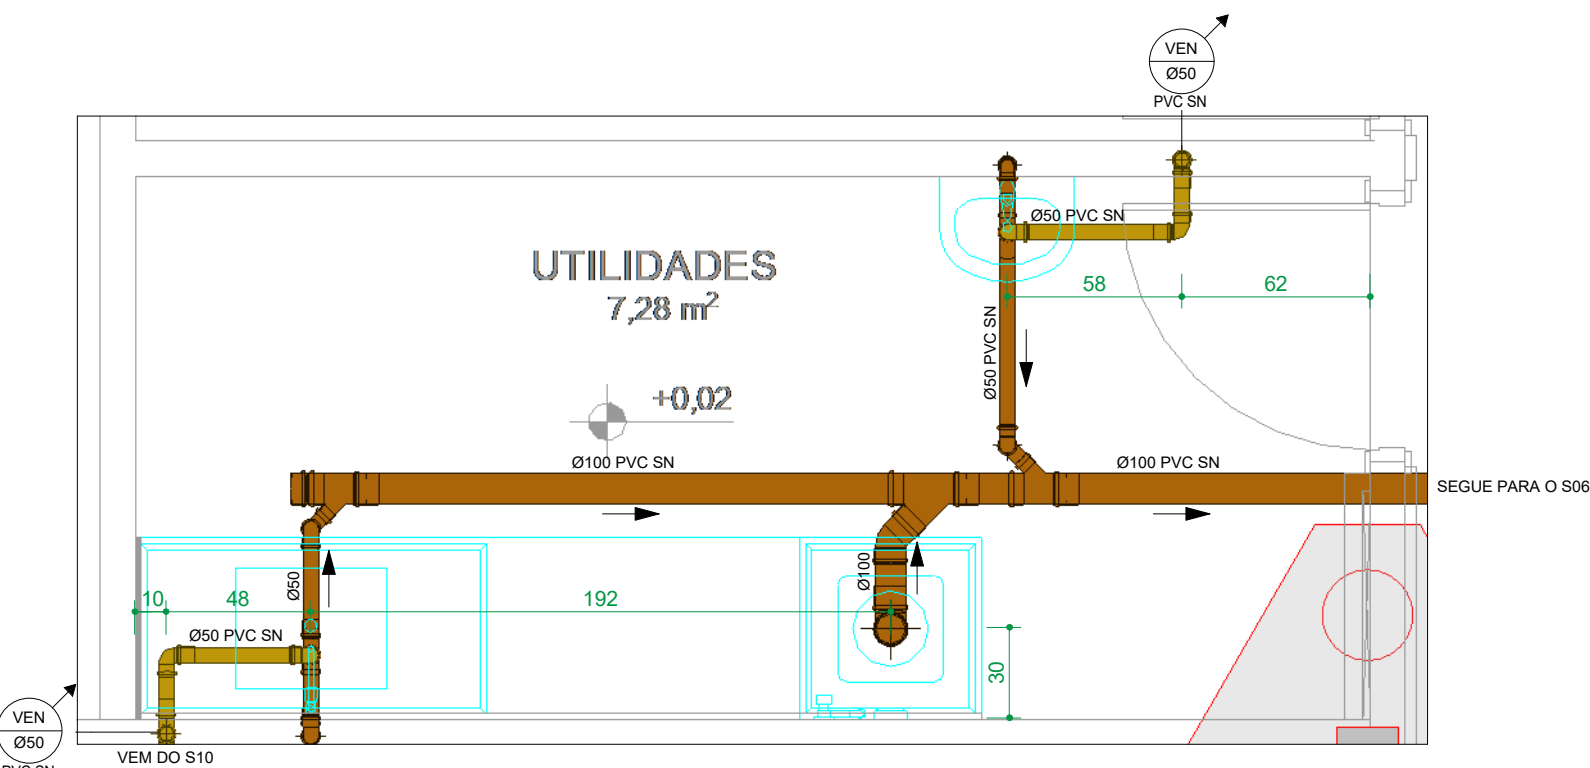 VEN
Ø50
PVC SN
Ø50 PVC SN
UTILIDADES
7,28 m²
58
62
Ø50 PVC SN
+0,02
Ø100 PVC SN
Ø100 PVC SN
SEGUE PARA O S06
Ø50
Ø100
10
48
192
Ø50 PVC SN
30
VEN
Ø50
VEM DO S10
PVC SN